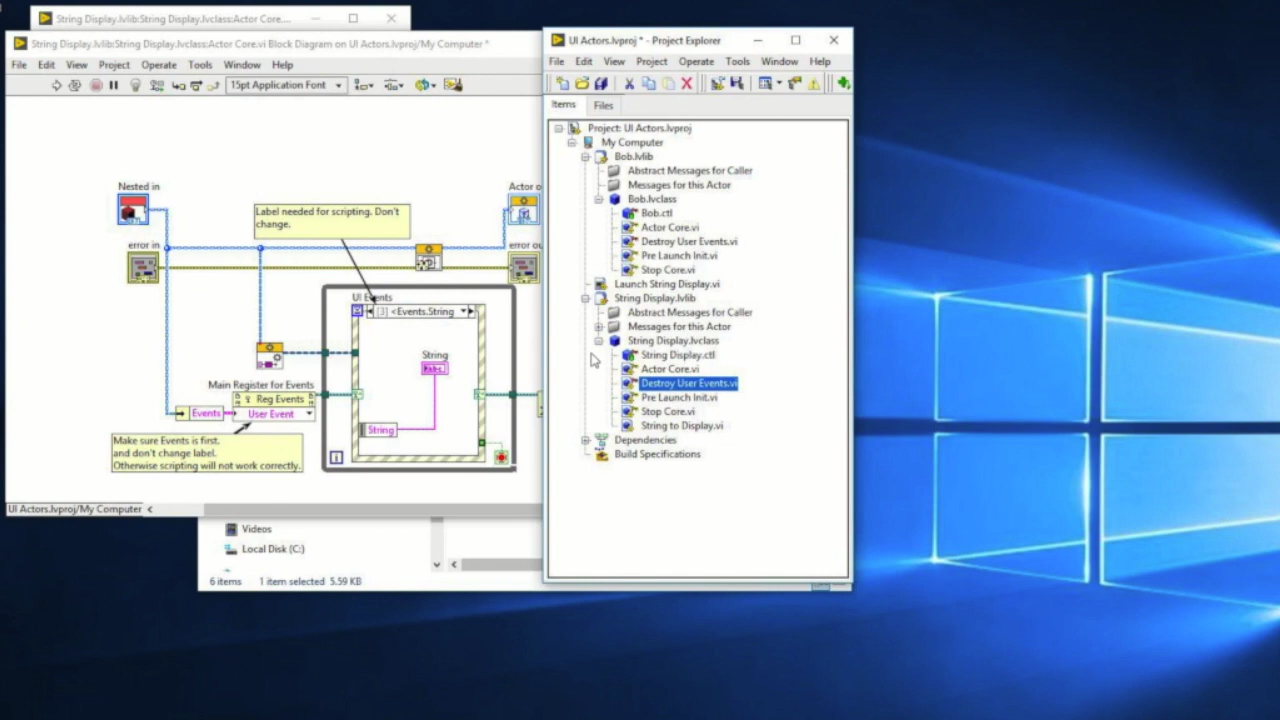 String Display.lvlib:String Display.lvclass:Actor Core....
String Display.lvlib:String Display.lvclass:Actor Core.vi Block Diagram on UI Actors.lvproj/My Computer *
File Edit View Project Operate Tools Window Help
15pt Application Font
Nested in
Actor o
Label needed for scripting. Don't
change.
error in
error ou
UI Events
[3] <Events.String
String
Main Register for Events
Reg Events
Events
User Event
String
Make sure Events is first.
and don't change label.
Otherwise scripting will not work correctly.
i
UI Actors.lvproj/My Computer
Videos
Local Disk (C:)
6 items 1 item selected 5.59 KB
UI Actors.lvproj * - Project Explorer
File Edit View Project Operate Tools Window Help
Items Files
Project: UI Actors.lvproj
My Computer
Bob.lvlib
Abstract Messages for Caller
Messages for this Actor
Bob.lvclass
Bob.ctl
Actor Core.vi
Destroy User Events.vi
Pre Launch Init.vi
Stop Core.vi
Launch String Display.vi
String Display.lvlib
Abstract Messages for Caller
Messages for this Actor
String Display.lvclass
String Display.ctl
Actor Core.vi
Destroy User Events.vi
Pre Launch Init.vi
Stop Core.vi
String to Display.vi
Dependencies
Build Specifications